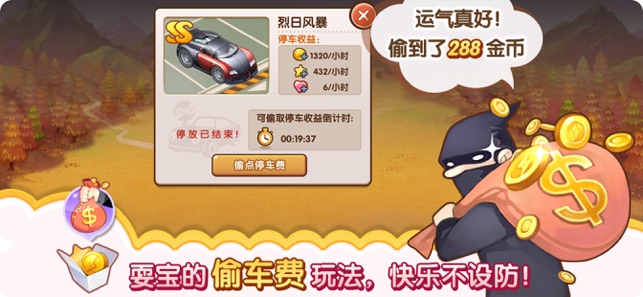 烈日风暴
SS
停车收益：
1320/小时
432/小时
6/小时
停放已结束！
可偷取停车收益倒计时：
00:19:37
偷点停车费
运气真好！
偷到了288金币
耍宝的偷车费玩法，快乐不设防！